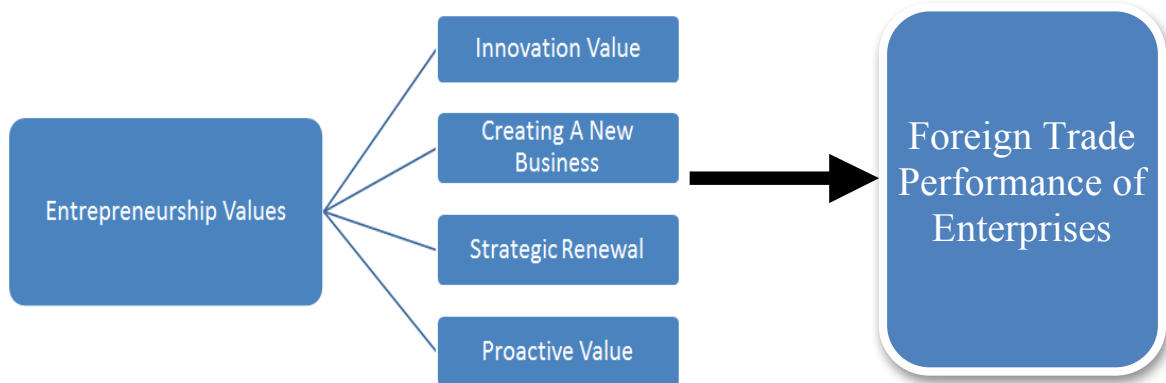 Entrepreneurship Values
Innovation Value
Creating A New
Business
Strategic Renewal
Proactive Value
Foreign Trade
Performance of
Enterprises